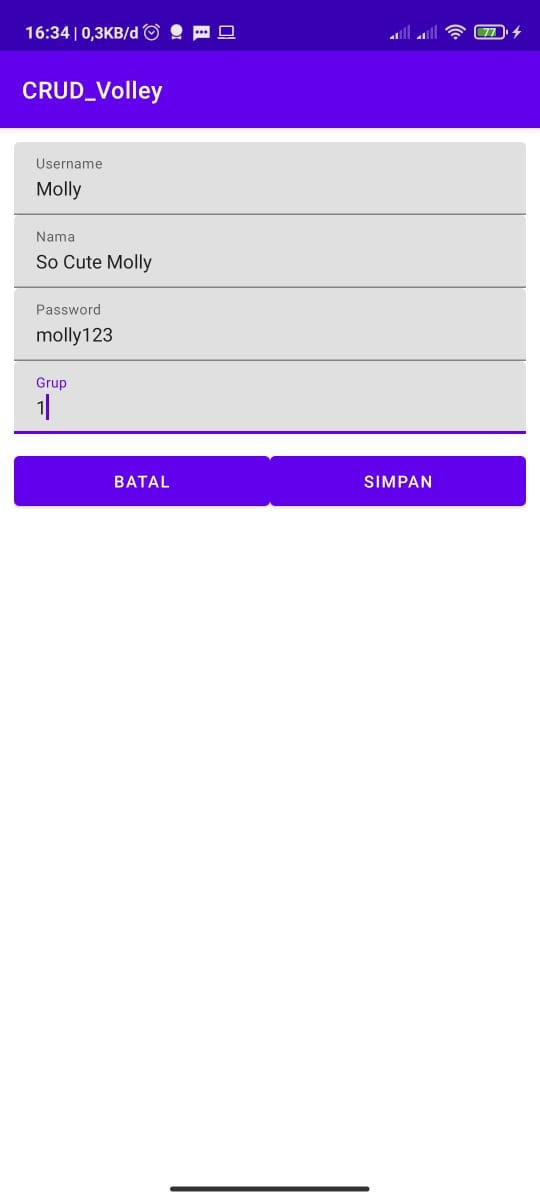 16:34 | 0,3KB/d
77
CRUD_Volley
Username
Molly
Nama
So Cute Molly
Password
molly123
Grup
1
BATAL
SIMPAN